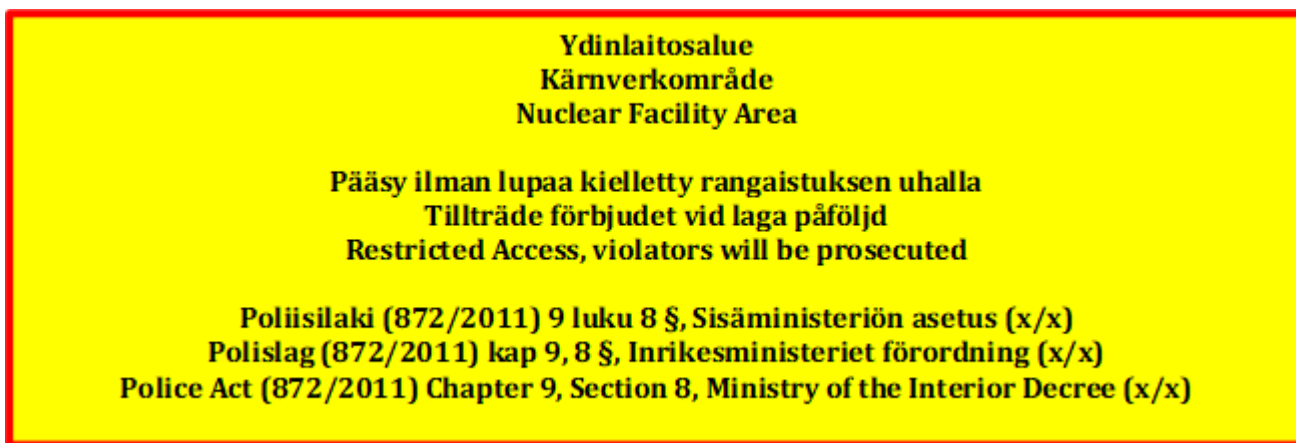 Ydinlaitosalue
Kärnverkområde
Nuclear Facility Area
Pääsy ilman lupaa kielletty rangaistuksen uhalla
Tillträde förbjudet vid laga påföljd
Restricted Access, violators will be prosecuted
Poliisilaki (872/2011) 9 luku 8 §, Sisäministeriön asetus (x/x)
Polislag (872/2011) kap 9, 8 §, Inrikesministeriet förordning (x/x)
Police Act (872/2011) Chapter 9, Section 8, Ministry of the Interior Decree (x/x)